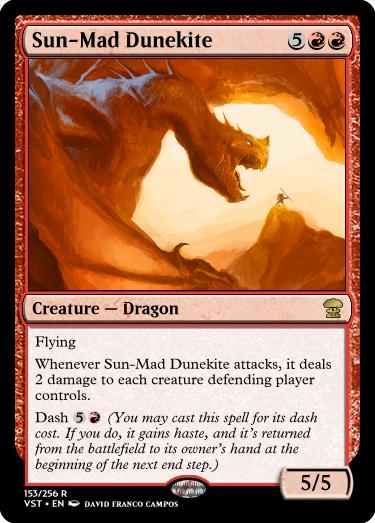 Sun-Mad Dunekite 5RR
Creature — Dragon
Flying
Whenever Sun-Mad Dunekite attacks, it deals
2 damage to each creature defending player
controls.
Dash 5R (You may cast this spell for its dash
cost. If you do, it gains haste, and it's returned
from the battlefield to its owner's hand at the
beginning of the next end step.)
5/5
153/256 R
VST • EN DAVID FRANCO CAMPOS